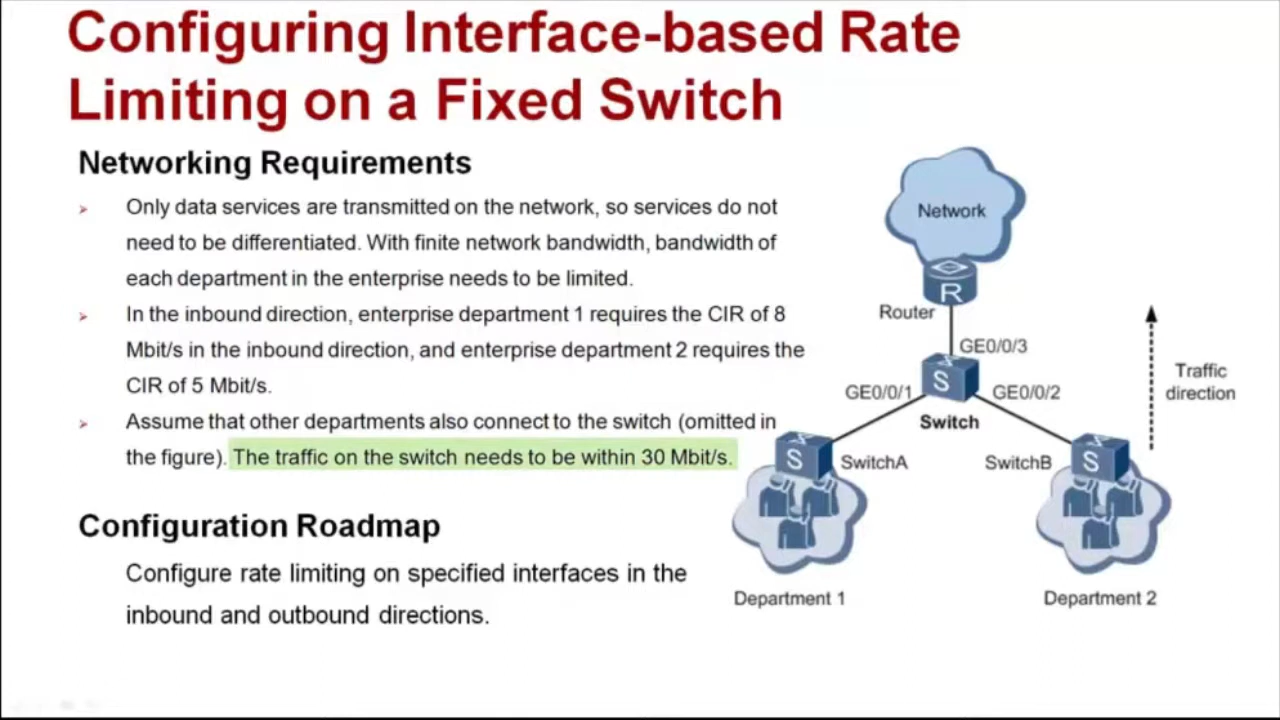 Configuring Interface-based Rate
Limiting on a Fixed Switch
Networking Requirements
Only data services are transmitted on the network, so services do not
need to be differentiated. With finite network bandwidth, bandwidth of
each department in the enterprise needs to be limited.
In the inbound direction, enterprise department 1 requires the CIR of 8
Mbit/s in the inbound direction, and enterprise department 2 requires the
CIR of 5 Mbit/s.
Assume that other departments also connect to the switch (omitted in
the figure). The traffic on the switch needs to be within 30 Mbit/s.
Configuration Roadmap
Configure rate limiting on specified interfaces in the
inbound and outbound directions.
Network
R
Router
GE0/0/3
S
GE0/0/1
GE0/0/2
Switch
Traffic
direction
S
SwitchA
SwitchB
S
Department 1
Department 2